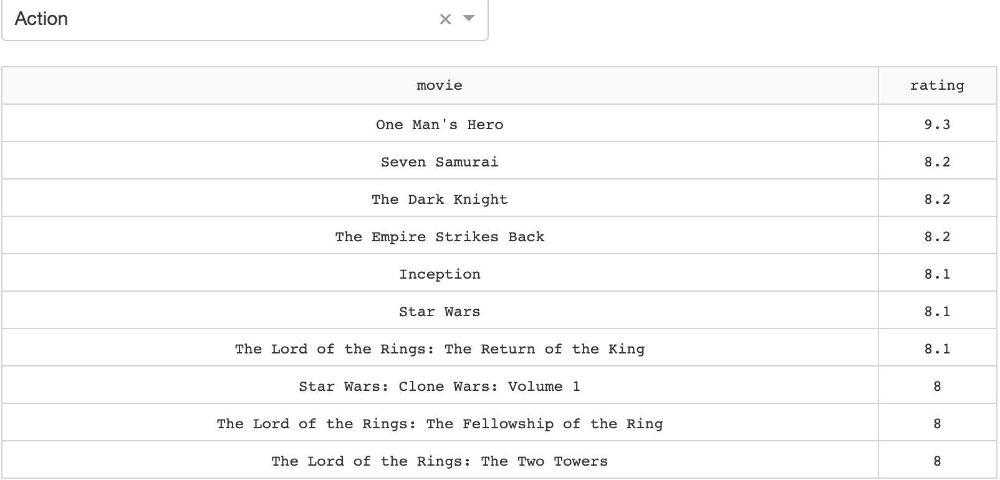 Action
movie rating
One Man's Hero 9.3
Seven Samurai 8.2
The Dark Knight 8.2
The Empire Strikes Back 8.2
Inception 8.1
Star Wars 8.1
The Lord of the Rings: The Return of the King 8.1
Star Wars: Clone Wars: Volume 1 8
The Lord of the Rings: The Fellowship of the Ring 8
The Lord of the Rings: The Two Towers 8